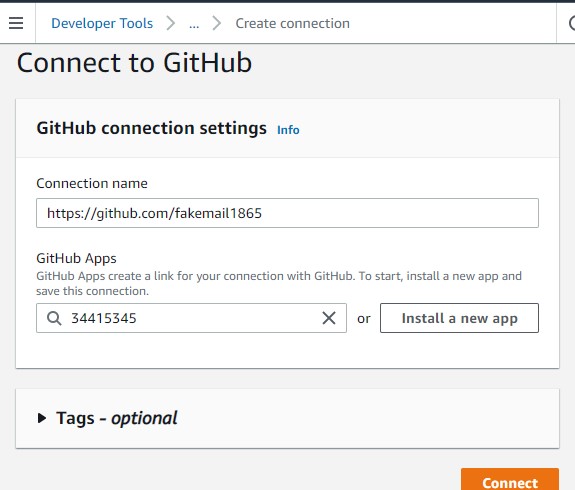 Developer Tools > ... > Create connection
Connect to GitHub
GitHub connection settings Info
Connection name
https://github.com/fakemail1865
GitHub Apps
GitHub Apps create a link for your connection with GitHub. To start, install a new app and
save this connection.
34415345 or Install a new app
Tags - optional
Connect